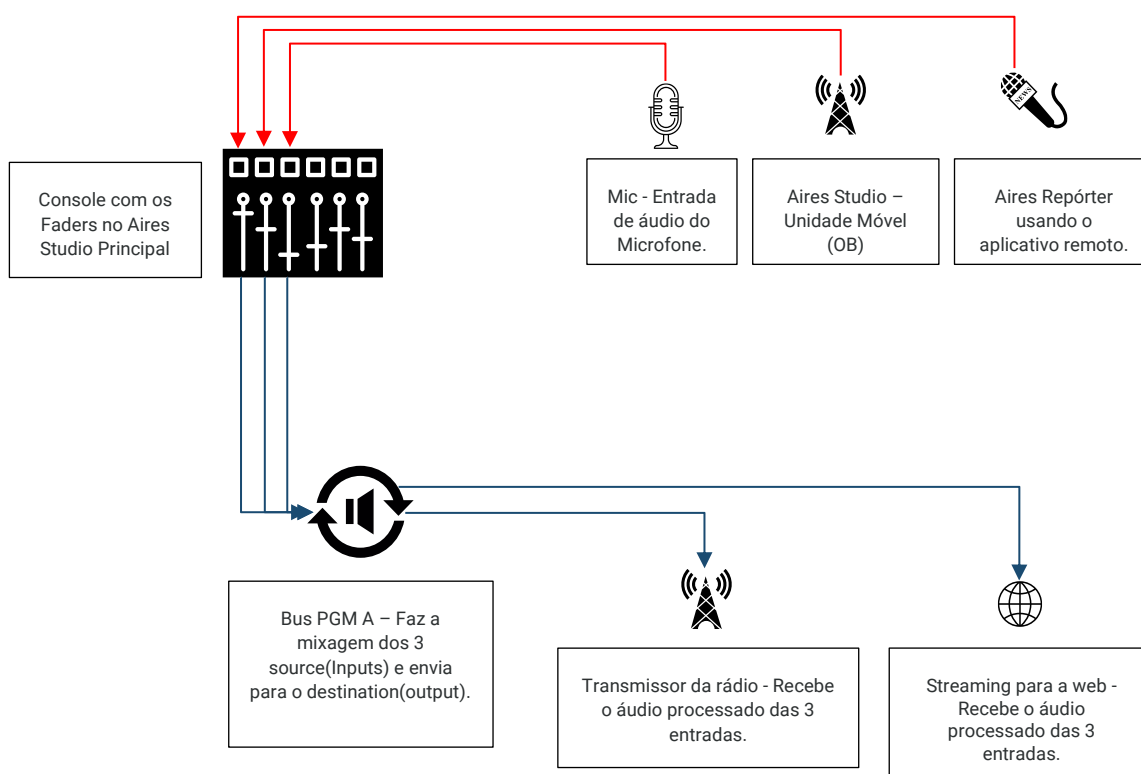 NEWS
Console com os
Faders no Aires
Studio Principal
Mic - Entrada
de áudio do
Microfone.
Aires Studio –
Unidade Móvel
(OB)
Aires Repórter
usando o
aplicativo remoto.
Bus PGM A – Faz a
mixagem dos 3
source(Inputs) e envia
para o destination(output).
Transmissor da rádio - Recebe
o áudio processado das 3
entradas.
Streaming para a web -
Recebe o áudio
processado das 3
entradas.